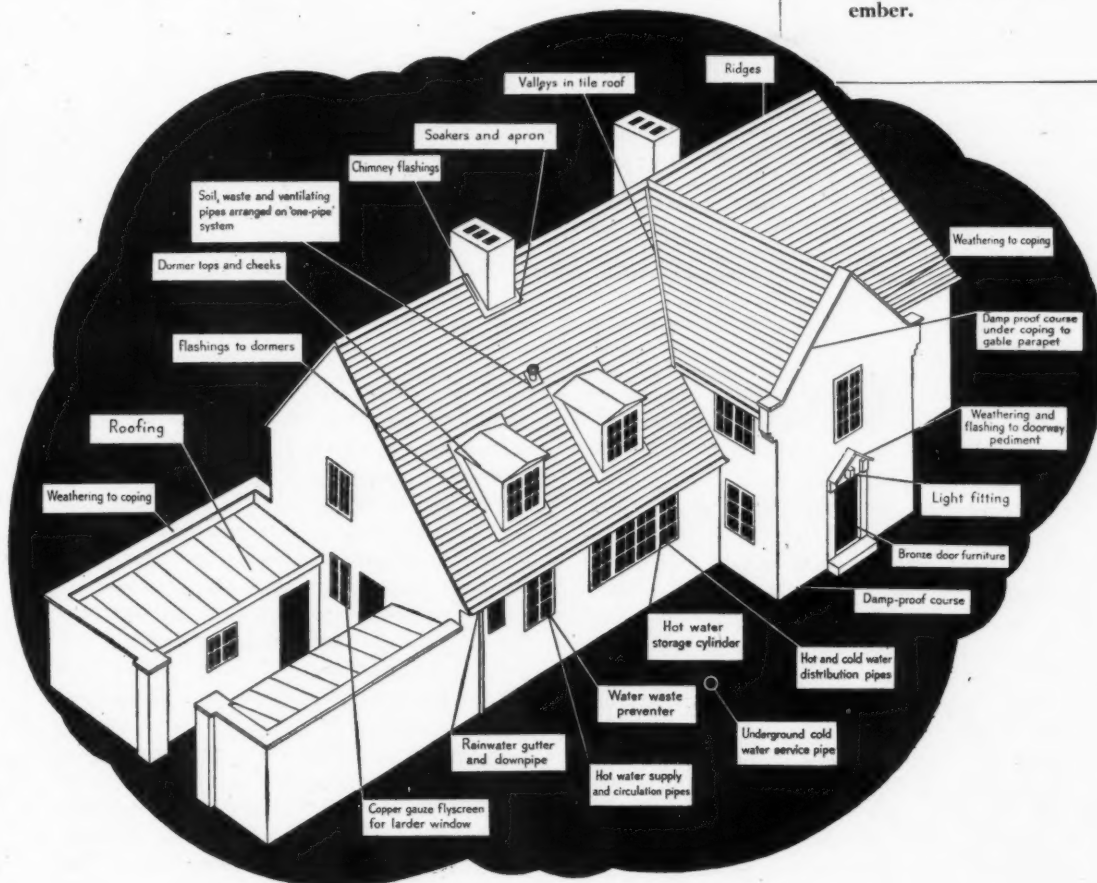 ember.
Ridges
Valleys in tile roof
Soakers and apron
Chimney flashings
Soil, waste and ventilating
pipes arranged on 'one-pipe'
system
Weathering to coping
Dormer tops and cheeks
Damp proof course
under coping to
gable parapet
Flashings to dormers
Weathering and
flashing to doorway
pediment
Roofing
Weathering to coping
Light fitting
Bronze door furniture
Damp-proof course
Hot water
storage cylinder
Hot and cold water
distribution pipes
Water waste
preventer
Underground cold
water service pipe
Rainwater gutter
and downpipe
Hot water supply
and circulation pipes
Copper gauze flyscreen
for larder window